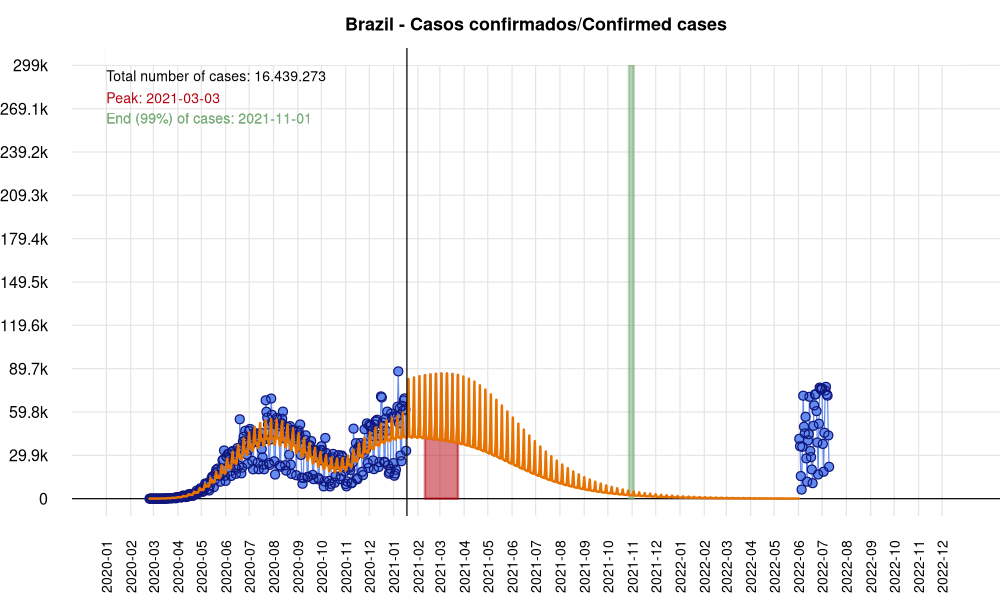 Brazil - Casos confirmados/Confirmed cases
299k
269.1k
239.2k
209.3k
179.4k
149.5k
119.6k
89.7k
59.8k
29.9k
0
Total number of cases: 16.439.273
Peak: 2021-03-03
End (99%) of cases: 2021-11-01
2020-01
2020-02
2020-03
2020-04
2020-05
2020-06
2020-07
2020-08
2020-09
2020-10
2020-11
2020-12
2021-01
2021-02
2021-03
2021-04
2021-05
2021-06
2021-07
2021-08
2021-09
2021-10
2021-11
2021-12
2022-01
2022-02
2022-03
2022-04
2022-05
2022-06
2022-07
2022-08
2022-09
2022-10
2022-11
2022-12